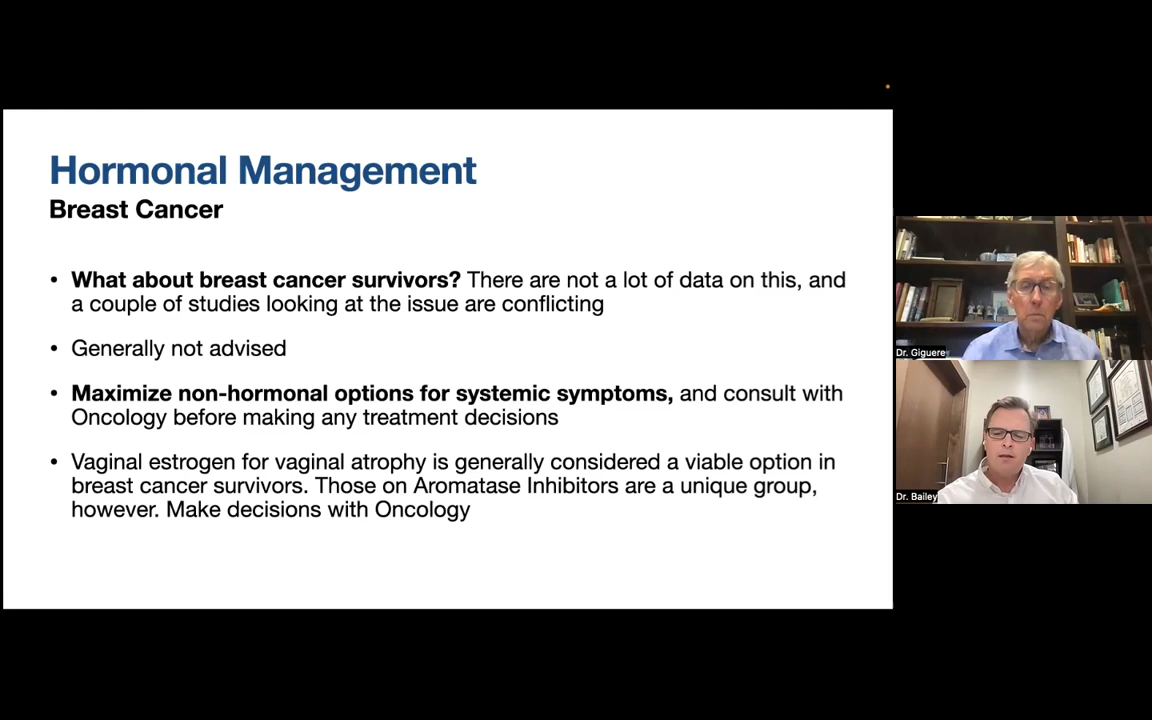 Hormonal Management
Breast Cancer
• What about breast cancer survivors? There are not a lot of data on this, and
a couple of studies looking at the issue are conflicting
• Generally not advised
• Maximize non-hormonal options for systemic symptoms, and consult with
Oncology before making any treatment decisions
• Vaginal estrogen for vaginal atrophy is generally considered a viable option in
breast cancer survivors. Those on Aromatase Inhibitors are a unique group,
however. Make decisions with Oncology
Dr. Giguere
Dr. Bailey